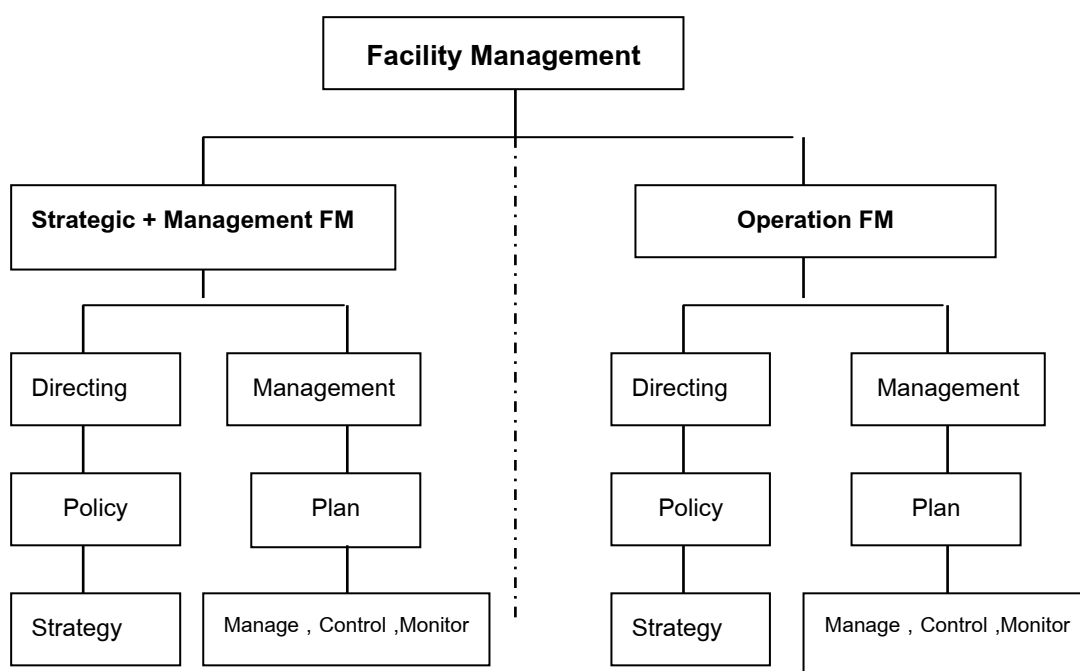 Facility Management
Strategic + Management FM
Operation FM
Directing
Management
Directing
Management
Policy
Plan
Policy
Plan
Strategy
Manage , Control ,Monitor
Strategy
Manage , Control ,Monitor